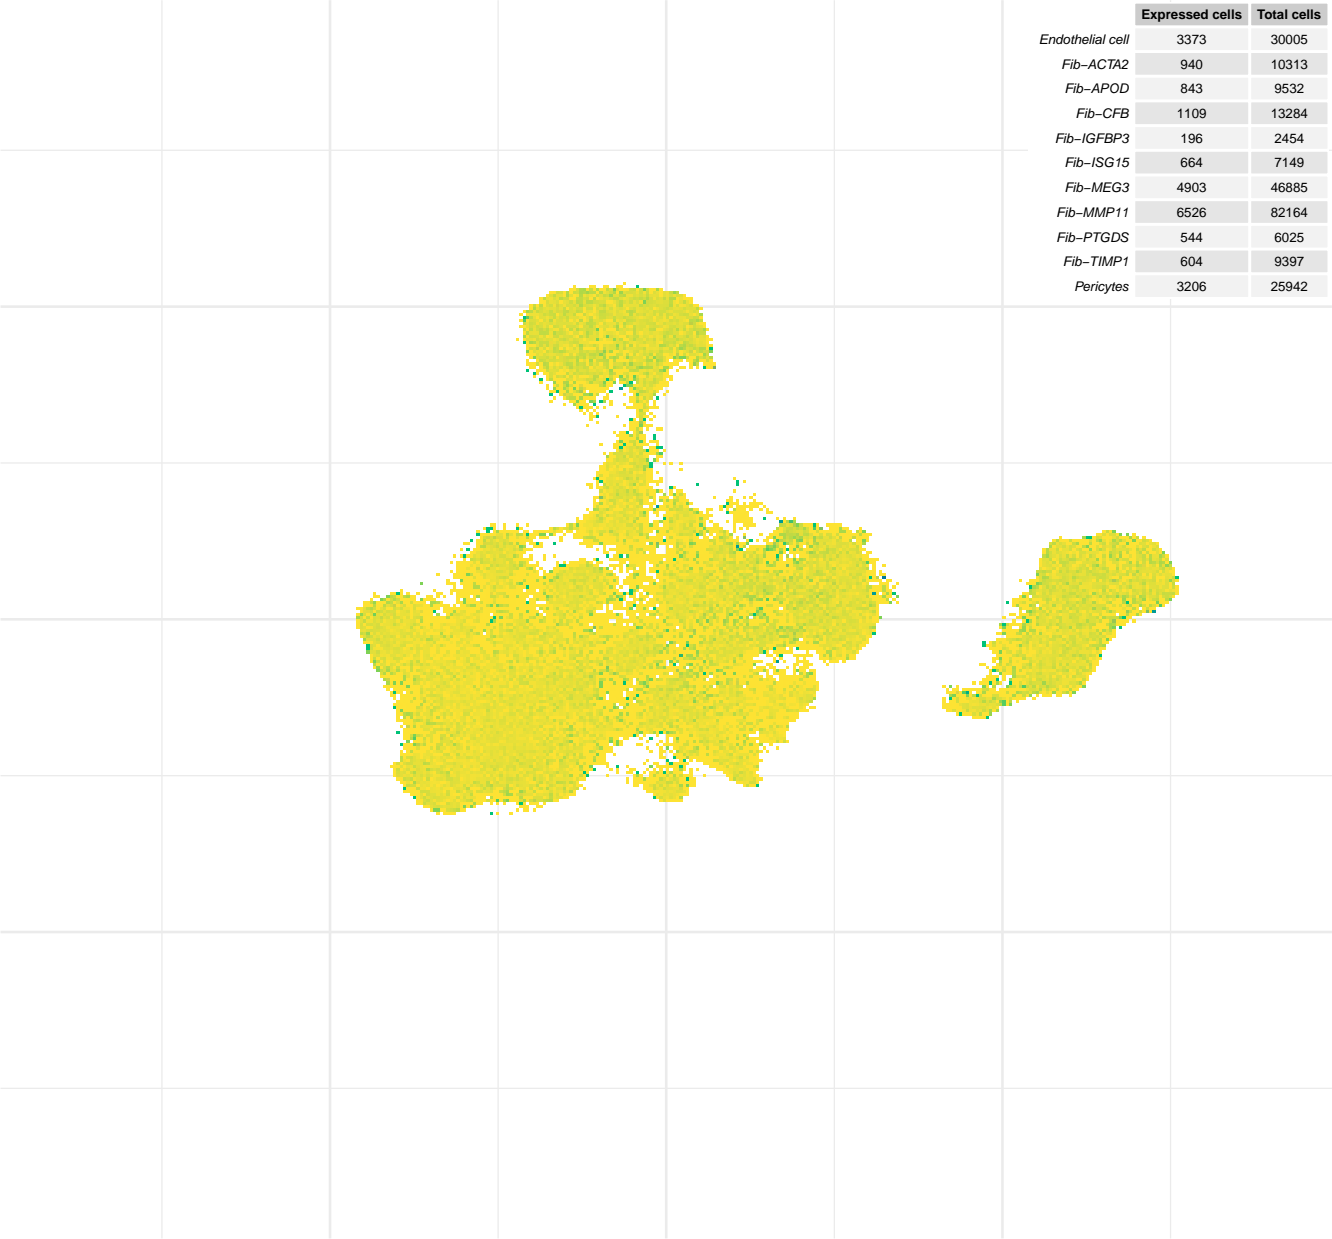 Expressed cells Total cells
Endothelial cell 3373 30005
Fib−ACTA2 940 10313
Fib−APOD 843 9532
Fib−CFB 1109 13284
Fib−IGFBP3 196 2454
Fib−ISG15 664 7149
Fib−MEG3 4903 46885
Fib−MMP11 6526 82164
Fib−PTGDS 544 6025
Fib−TIMP1 604 9397
Pericytes 3206 25942